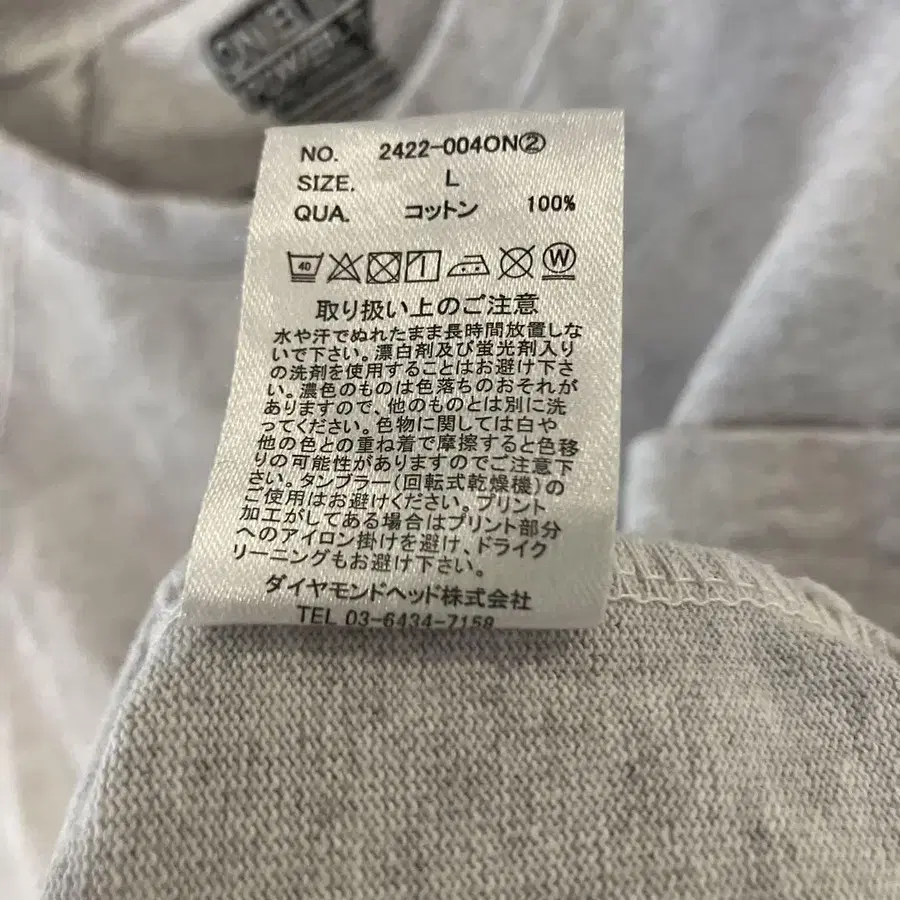 NO. 2422-004ON②
SIZE. L
QUA. コットン 100%
40
W
取り扱い上のご注意
水や汗でぬれたまま長時間放置しな
いで下さい。漂白剤及び蛍光剤入り
の洗剤を使用することはお避け下さ
い。濃色のものは色落ちのおそれが
ありますので、他のものとは別に洗
ってください。色物に関しては白や
他の色との重ね着で摩擦すると色移
りの可能性がありますのでご注意下
さい。タンブラー(回転式乾燥機)の
ご使用はお避けください。プリント
加工がしてある場合はプリント部分
へのアイロン掛けを避け、ドライク
リーニングもお避け下さい。
ダイヤモンドヘッド株式会社
TEL 03-6434-7159